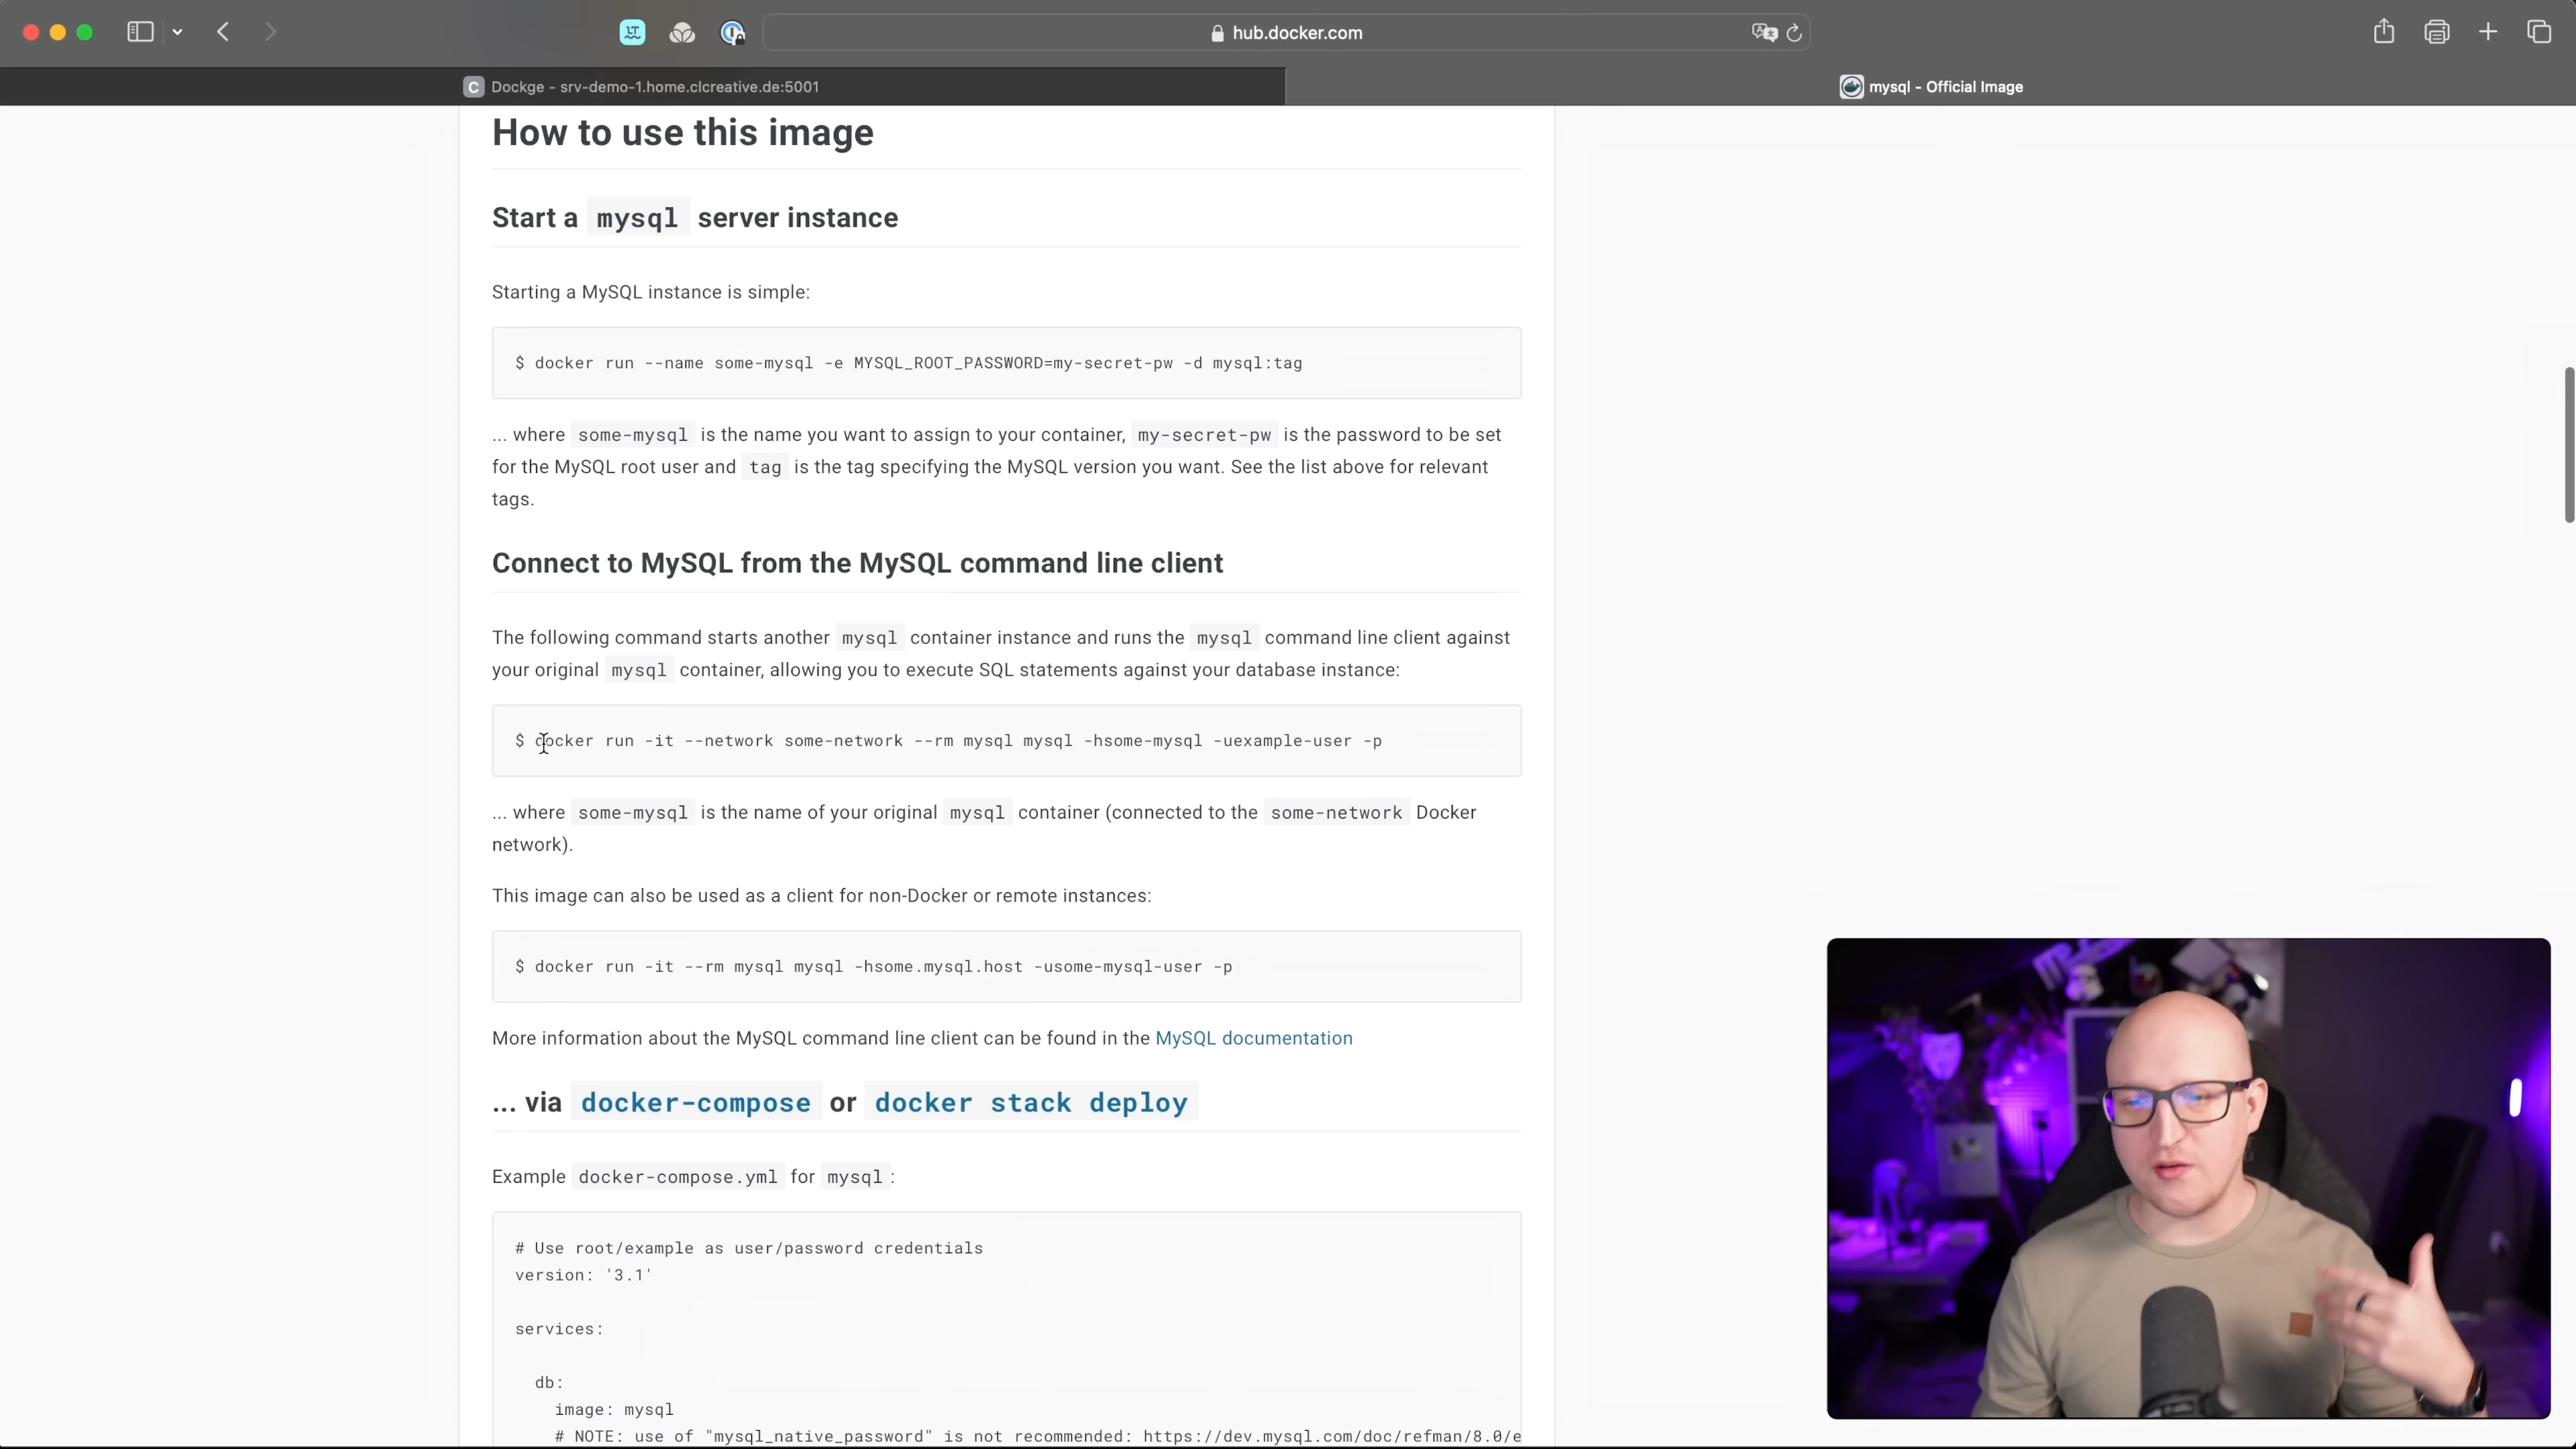 hub.docker.com
Dockge - srv-demo-1.home.clcreative.de:5001
mysql - Official Image
How to use this image
Start a mysql server instance
Starting a MySQL instance is simple:
$ docker run --name some-mysql -e MYSQL_ROOT_PASSWORD=my-secret-pw -d mysql:tag
... where some-mysql is the name you want to assign to your container, my-secret-pw is the password to be set
for the MySQL root user and tag is the tag specifying the MySQL version you want. See the list above for relevant
tags.
Connect to MySQL from the MySQL command line client
The following command starts another mysql container instance and runs the mysql command line client against
your original mysql container, allowing you to execute SQL statements against your database instance:
$ docker run -it --network some-network --rm mysql mysql -hsome-mysql -uexample-user -p
... where some-mysql is the name of your original mysql container (connected to the some-network Docker
network).
This image can also be used as a client for non-Docker or remote instances:
$ docker run -it --rm mysql mysql -hsome.mysql.host -usome-mysql-user -p
More information about the MySQL command line client can be found in the MySQL documentation
... via docker-compose or docker stack deploy
Example docker-compose.yml for mysql:
# Use root/example as user/password credentials
version: '3.1'
services:
db:
image: mysql
# NOTE: use of "mysql_native_password" is not recommended: https://dev.mysql.com/doc/refman/8.0/e